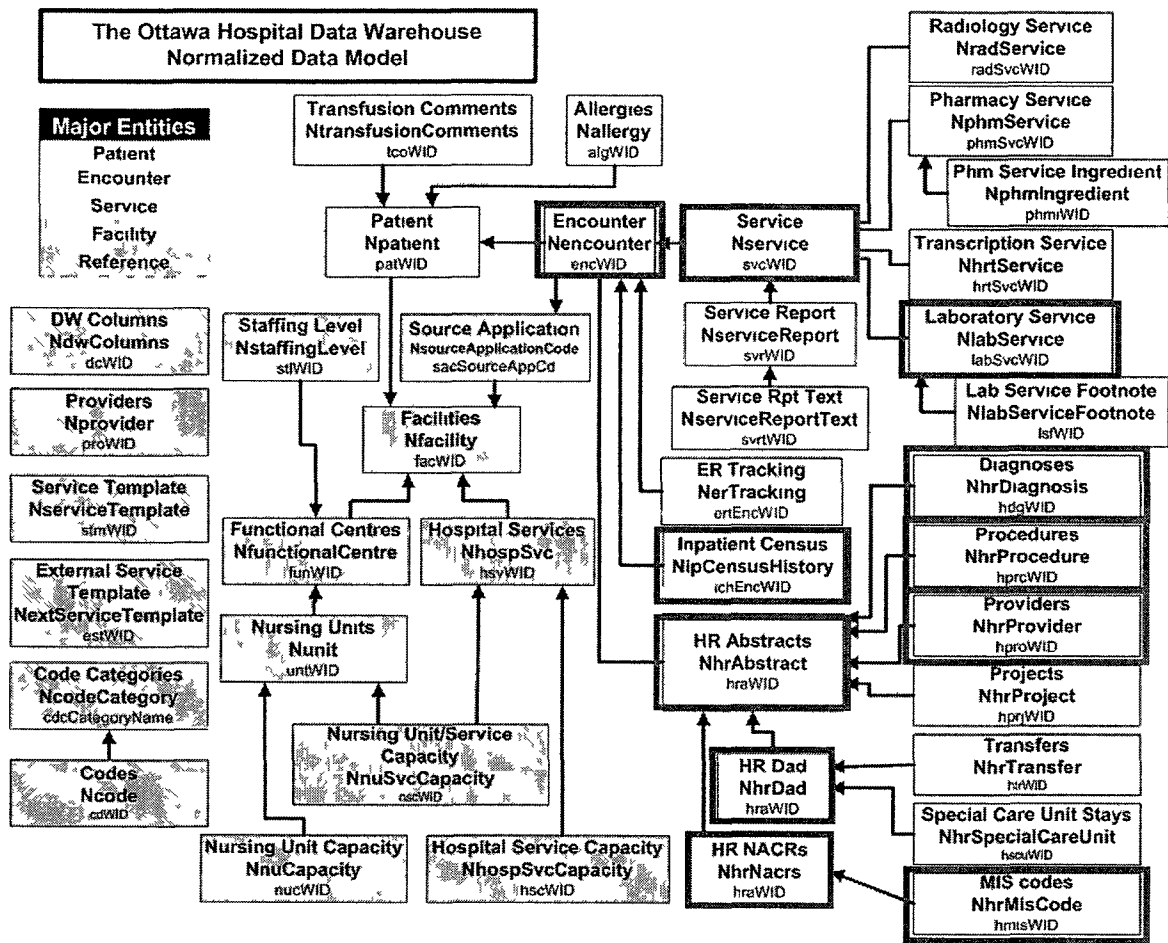 The Ottawa Hospital Data Warehouse
Normalized Data Model
Major Entities
Patient
Encounter
Service
Facility
Reference
Transfusion Comments
NtransfusionComments
tcoWID
Allergies
Nallergy
algWID
Patient
Npatient
patWID
Encounter
Nencounter
encWID
Service
Nservice
svcWID
Radiology Service
NradService
radSvcWID
Pharmacy Service
NphmService
phmSvcWID
Phm Service Ingredient
NphmIngredient
phmiWID
Transcription Service
NhrtService
hrtSvcWID
Laboratory Service
NlabService
labSvcWID
Lab Service Footnote
NlabServiceFootnote
lsfWID
DW Columns
NdwColumns
dcWID
Staffing Level
NstaffingLevel
stlWID
Source Application
NsourceApplicationCode
sacSourceAppCd
Service Report
NserviceReport
svrWID
Service Rpt Text
NserviceReportText
svrtWID
Providers
Nprovider
proWID
Facilities
Nfacility
facWID
Service Template
NserviceTemplate
stmWID
Functional Centres
NfunctionalCentre
funWID
Hospital Services
NhospSvc
hsvWID
ER Tracking
NerTracking
ertEncWID
Inpatient Census
NipCensusHistory
ichEncWID
Diagnoses
NhrDiagnosis
hdgWID
Procedures
NhrProcedure
hprcWID
Providers
NhrProvider
hproWID
Projects
NhrProject
hprjWID
HR Abstracts
NhrAbstract
hraWID
External Service
Template
NextServiceTemplate
estWID
Nursing Units
Nunit
untWID
Code Categories
NcodeCategory
cdcCategoryName
Nursing Unit/Service
Capacity
NnuSvcCapacity
nscWID
Codes
Ncode
cdWID
Nursing Unit Capacity
NnuCapacity
nucWID
Hospital Service Capacity
NhospSvcCapacity
hscWID
HR Dad
NhrDad
hraWID
HR NACRs
NhrNacrs
hraWID
Transfers
NhrTransfer
htrWID
Special Care Unit Stays
NhrSpecialCareUnit
hscuWID
MIS codes
NhrMisCode
hmisWID